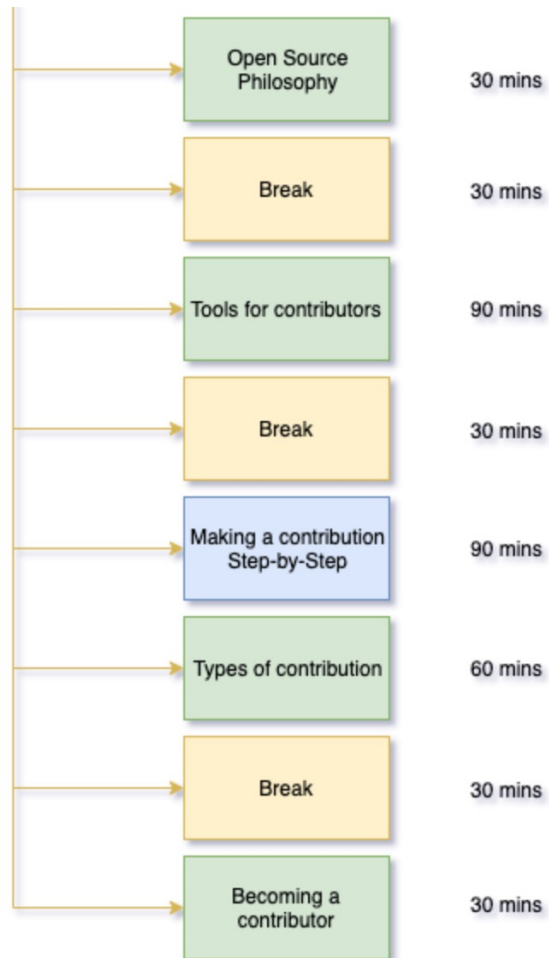 Open Source
Philosophy
30 mins
Break
30 mins
Tools for contributors
90 mins
Break
30 mins
Making a contribution
Step-by-Step
90 mins
Types of contribution
60 mins
Break
30 mins
Becoming a
contributor
30 mins